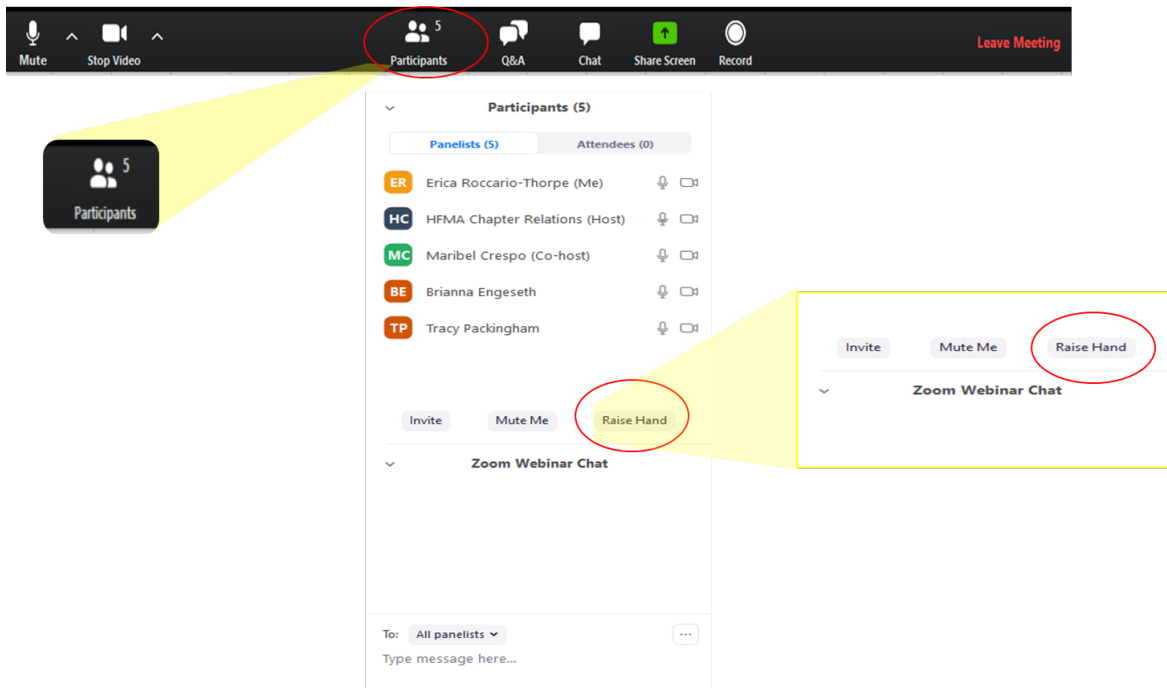 5
Mute Stop Video Participants Q&A Chat Share Screen Record Leave Meeting
5
Participants
Participants (5)
Panelists (5) Attendees (0)
ER Erica Roccario-Thorpe (Me)
HC HFMA Chapter Relations (Host)
MC Maribel Crespo (Co-host)
BE Brianna Engeseth
TP Tracy Packingham
Invite Mute Me Raise Hand
Zoom Webinar Chat
To: All panelists
Type message here...
Invite Mute Me Raise Hand
Zoom Webinar Chat